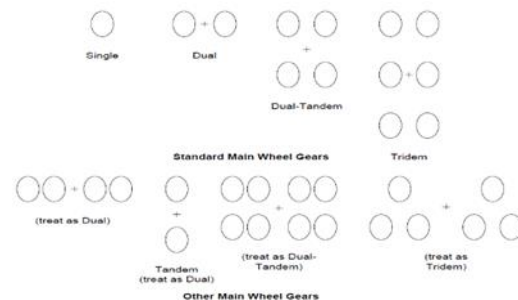 Single
Dual
Dual-Tandem
Standard Main Wheel Gears
Tridem
(treat as Dual)
Tandem
(treat as Dual)
(treat as Dual-
Tandem)
(treat as
Tridem)
Other Main Wheel Gears